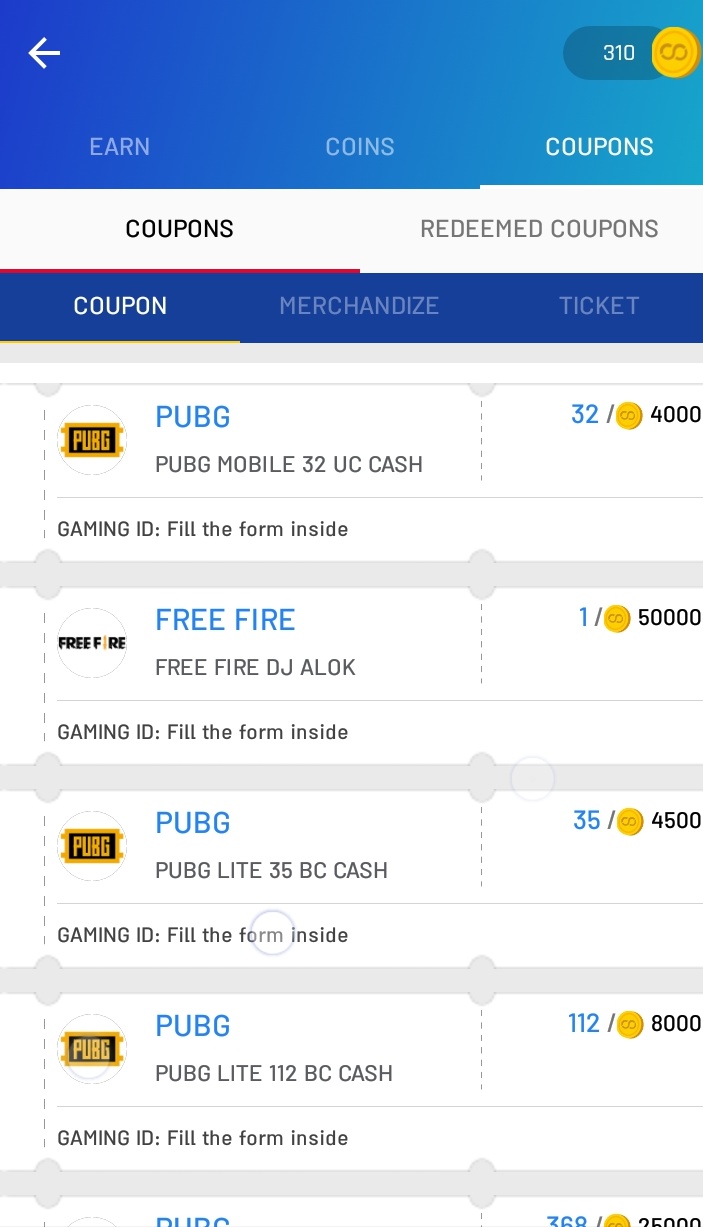 310
EARN COINS COUPONS
COUPONS REDEEMED COUPONS
COUPON MERCHANDIZE TICKET
PUBG
PUBG 32 / 4000
PUBG MOBILE 32 UC CASH
GAMING ID: Fill the form inside
FREE FIRE
FREE FIRE 1 / 50000
FREE FIRE DJ ALOK
GAMING ID: Fill the form inside
PUBG
PUBG 35 / 4500
PUBG LITE 35 BC CASH
GAMING ID: Fill the form inside
PUBG
PUBG 112 / 8000
PUBG LITE 112 BC CASH
GAMING ID: Fill the form inside
PUBG 368 / 25000